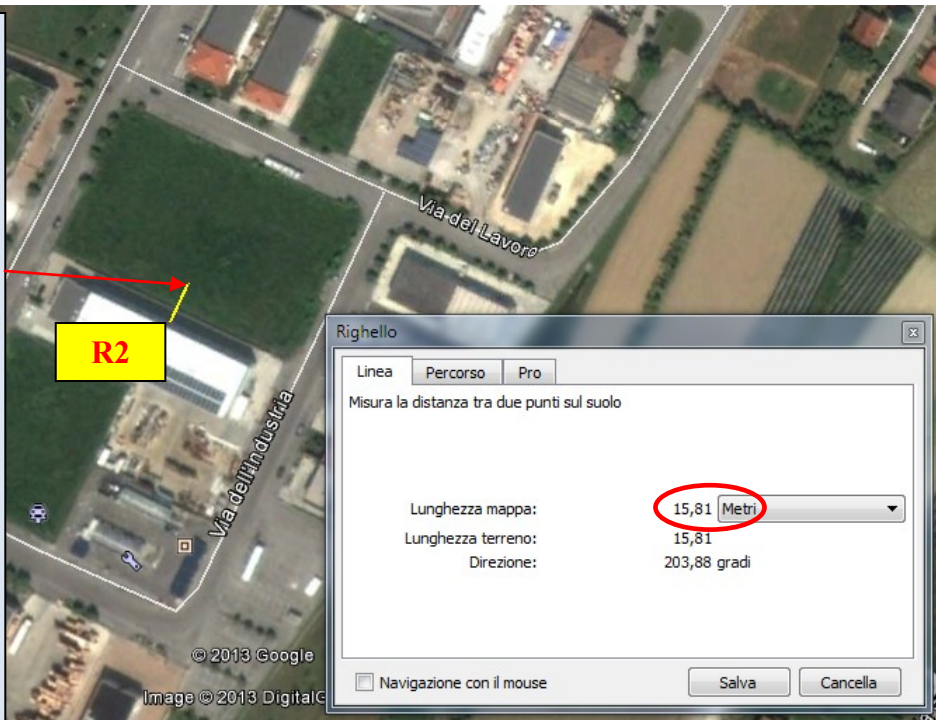 Via del Lavoro
R2
Via dell'Industria
Righello
Linea Percorso Pro
Misura la distanza tra due punti sul suolo
Lunghezza mappa: 15,81 Metri
Lunghezza terreno: 15,81
Direzione: 203,88 gradi
Navigazione con il mouse Salva Cancella
© 2013 Google
Image © 2013 DigitalG